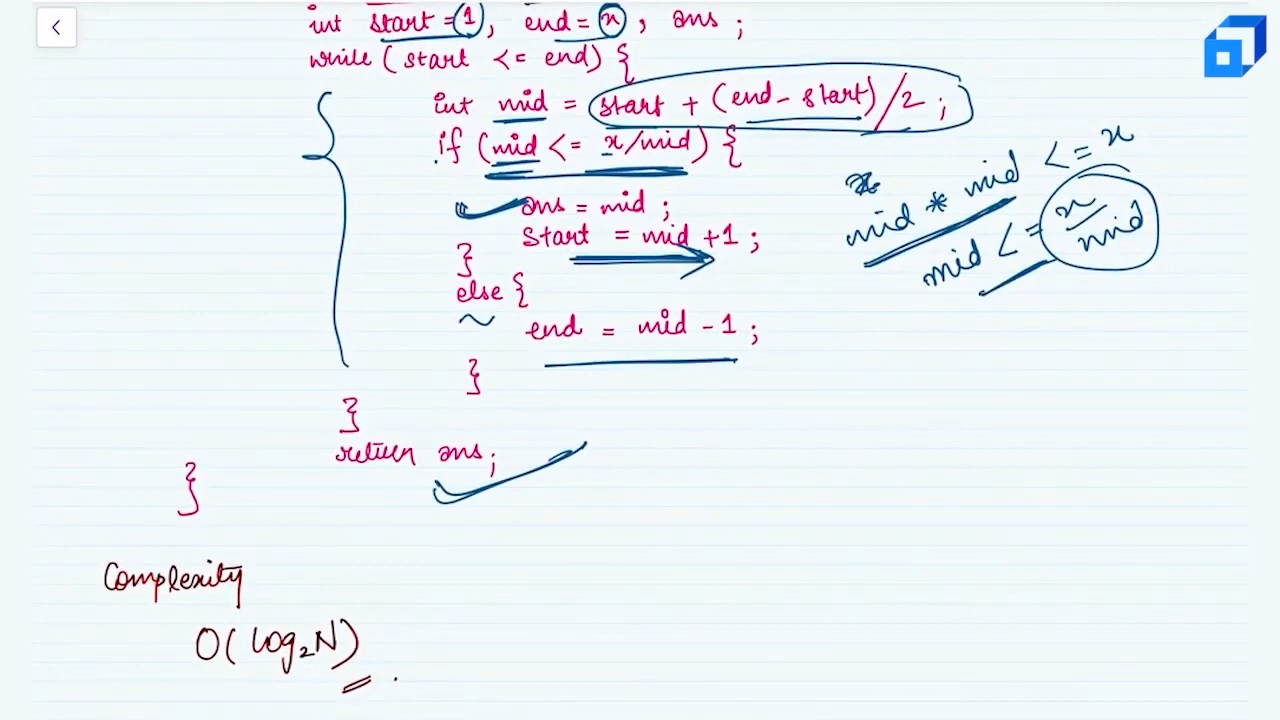 int start = 1, end = x, ans ;
while ( start <= end) {
int mid = start + (end - start) / 2 ;
if (mid <= x/mid) {
ans = mid ;
start = mid +1 ;
}
else {
end = mid - 1 ;
}
}
return ans ;
}
mid * mid <= x
mid <= x/mid
Complexity
O( log₂N )